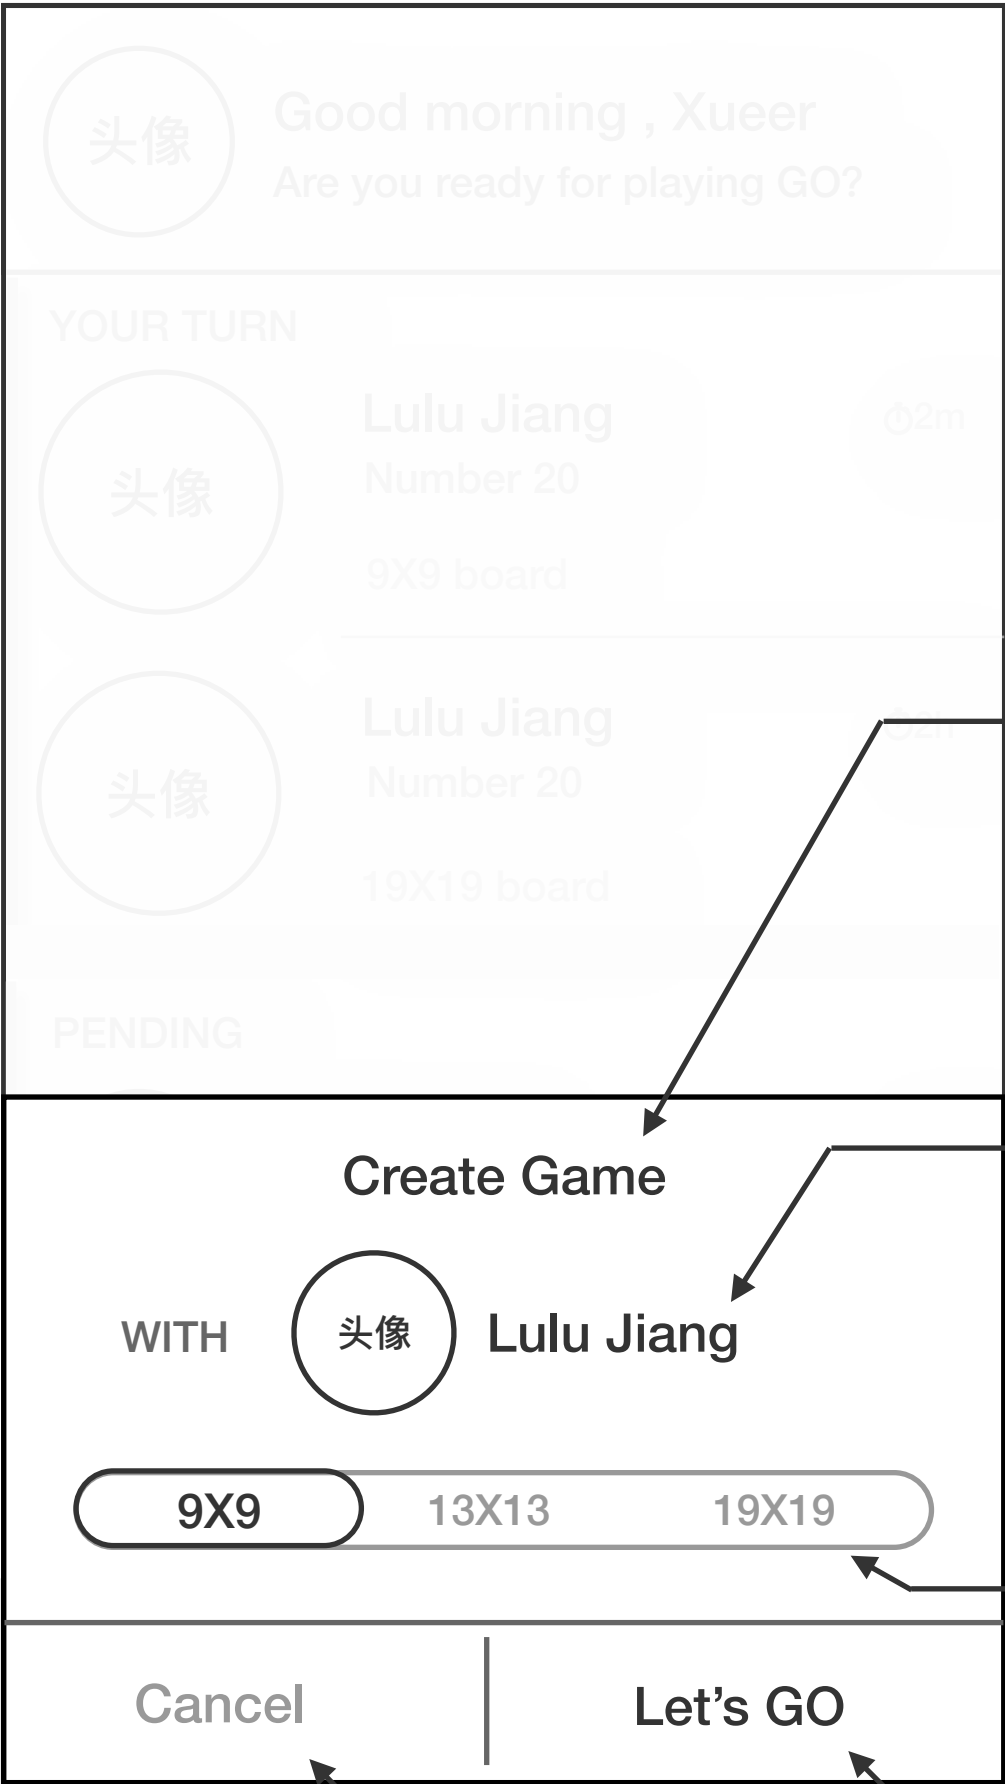 头像
Good morning , Xueer
Are you ready for playing GO?
YOUR TURN
头像
Lulu Jiang
2m
Number 20
9X9 board
头像
Lulu Jiang
2h
Number 20
19X19 board
PENDING
Create Game
WITH
头像
Lulu Jiang
9X9
13X13
19X19
Cancel
Let’s GO